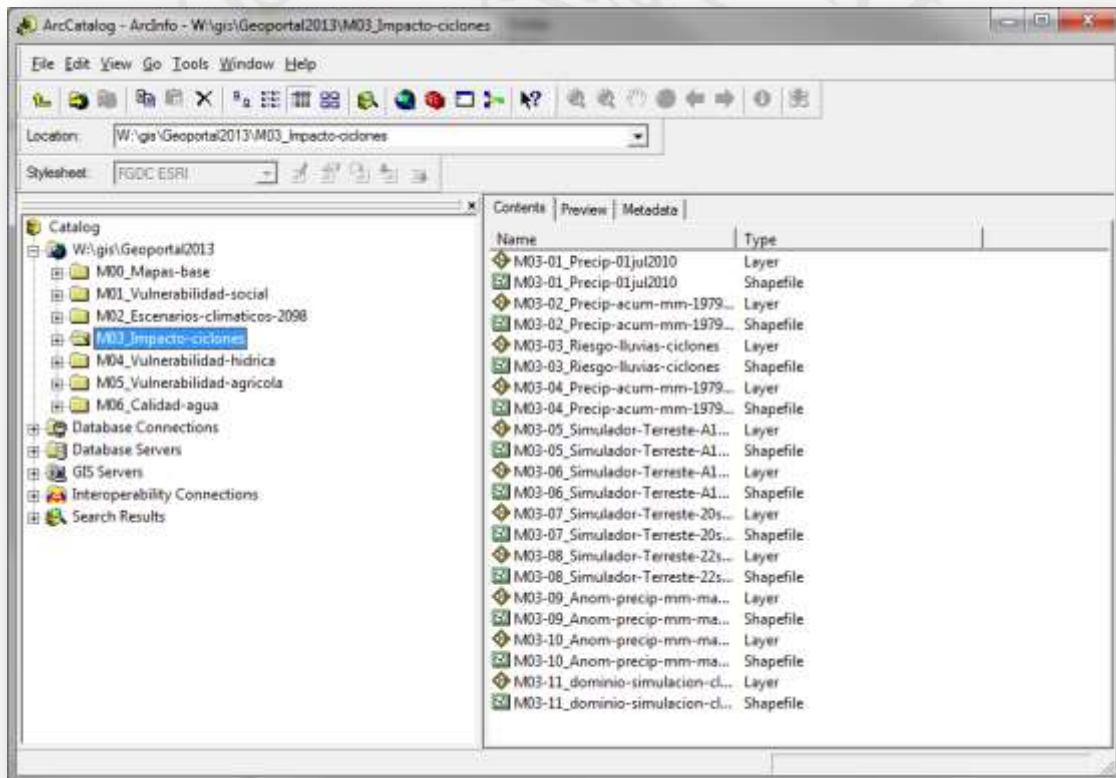 ArcCatalog - ArcInfo - W:\gis\Geoportal2013\M03_Impacto-ciclones
File Edit View Go Tools Window Help
Location: W:\gis\Geoportal2013\M03_Impacto-ciclones
Stylesheet: FGDC ESRI
Catalog
W:\gis\Geoportal2013
M00_Mapas-base
M01_Vulnerabilidad-social
M02_Escenarios-climaticos-2098
M03_Impacto-ciclones
M04_Vulnerabilidad-hidrica
M05_Vulnerabilidad-agricola
M06_Calidad-agua
Database Connections
Database Servers
GIS Servers
Interoperability Connections
Search Results
Contents Preview Metadata
Name Type
M03-01_Precip-01jul2010 Layer
M03-01_Precip-01jul2010 Shapefile
M03-02_Precip-acum-mm-1979... Layer
M03-02_Precip-acum-mm-1979... Shapefile
M03-03_Riesgo-lluvias-ciclones Layer
M03-03_Riesgo-lluvias-ciclones Shapefile
M03-04_Precip-acum-mm-1979... Layer
M03-04_Precip-acum-mm-1979... Shapefile
M03-05_Simulador-Terreste-A1... Layer
M03-05_Simulador-Terreste-A1... Shapefile
M03-06_Simulador-Terreste-A1... Layer
M03-06_Simulador-Terreste-A1... Shapefile
M03-07_Simulador-Terreste-20s... Layer
M03-07_Simulador-Terreste-20s... Shapefile
M03-08_Simulador-Terreste-22s... Layer
M03-08_Simulador-Terreste-22s... Shapefile
M03-09_Anom-precip-mm-ma... Layer
M03-09_Anom-precip-mm-ma... Shapefile
M03-10_Anom-precip-mm-ma... Layer
M03-10_Anom-precip-mm-ma... Shapefile
M03-11_dominio-simulacion-cl... Layer
M03-11_dominio-simulacion-cl... Shapefile